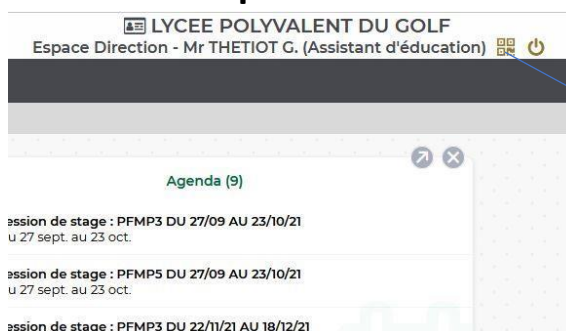 LYCEE POLYVALENT DU GOLF
Espace Direction - Mr THETIOT G. (Assistant d'éducation)
Agenda (9)
ession de stage : PFMP3 DU 27/09 AU 23/10/21
u 27 sept. au 23 oct.
ession de stage : PFMP5 DU 27/09 AU 23/10/21
u 27 sept. au 23 oct.
ession de stage : PFMP3 DU 22/11/21 AU 18/12/21